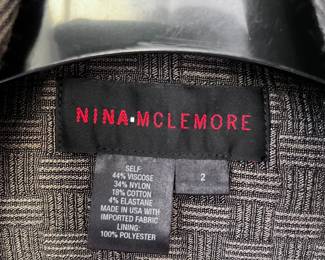 NINA·MCLEMORE
SELF:
44% VISCOSE
34% NYLON
18% COTTON
4% ELASTANE
MADE IN USA WITH
IMPORTED FABRIC
LINING:
100% POLYESTER
2